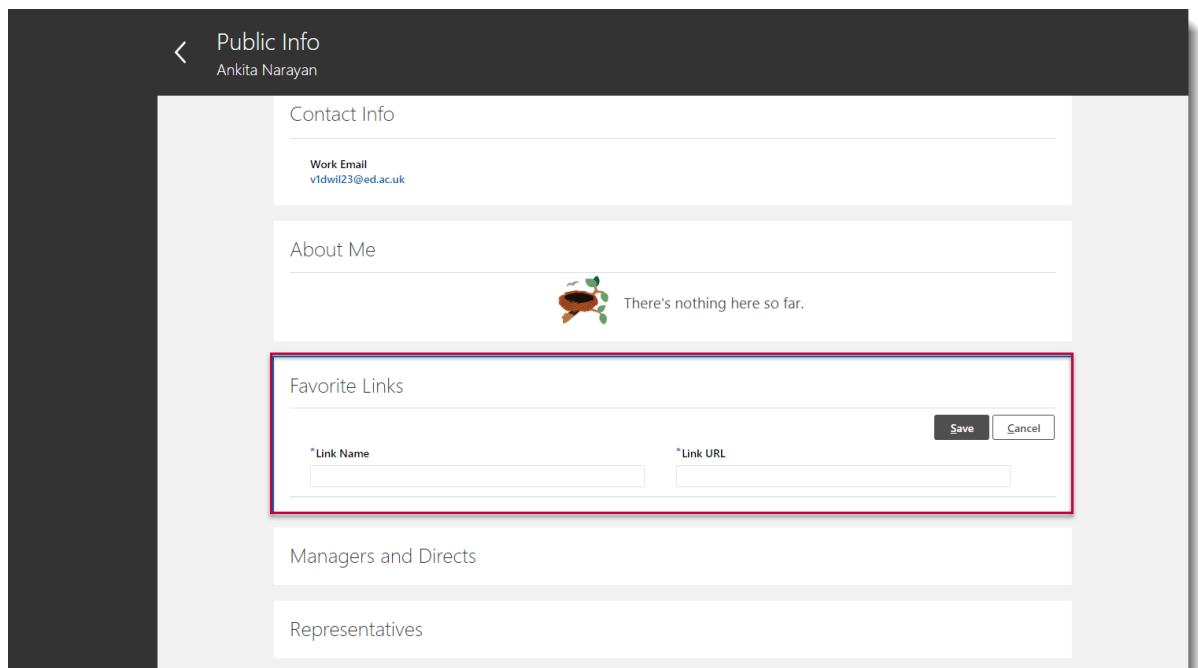 Public Info
Ankita Narayan
Contact Info
Work Email
v1dwil23@ed.ac.uk
About Me
There's nothing here so far.
Favorite Links
Save Cancel
*Link Name *Link URL
Managers and Directs
Representatives